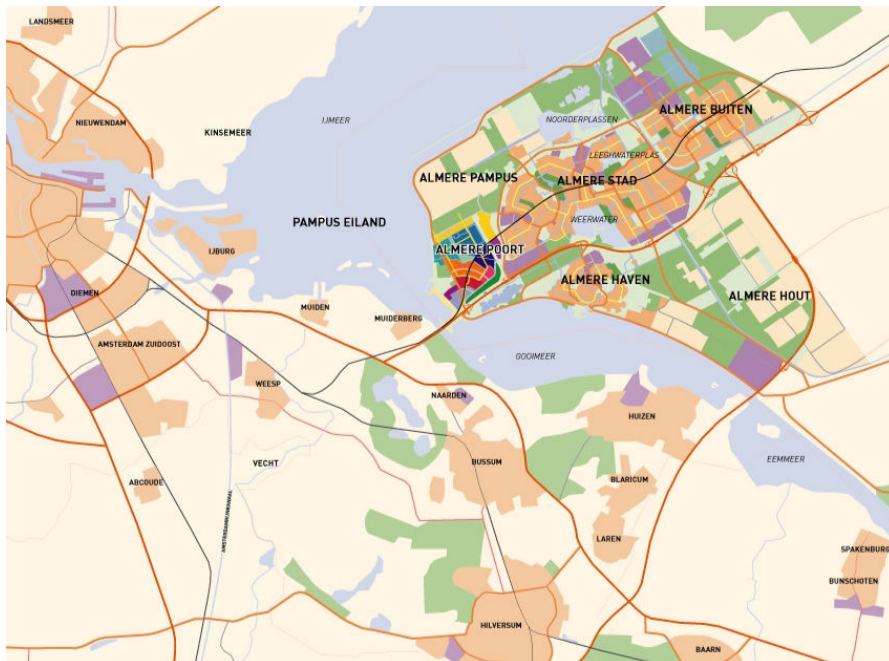 LANDSMEER
NIEUWENDAM
KINSEMEER
IJMEER
NOORDERPLASSEN
ALMERE BUITEN
LEEGHWATERPLAS
ALMERE PAMPUS
ALMERE STAD
PAMPUS EILAND
WEERWATER
IJBURG
ALMERE POORT
ALMERE HAVEN
DIEMEN
ALMERE HOUT
MUIDEN
MUIDERBERG
AMSTERDAM ZUIDOOST
GOOIMEER
WEESP
NAARDEN
HUIZEN
BUSSUM
VECHT
EEMMEER
ABCOUDE
BLARICUM
LAREN
SPAKENBURG
BUNSCHOTEN
HILVERSUM
BAARN